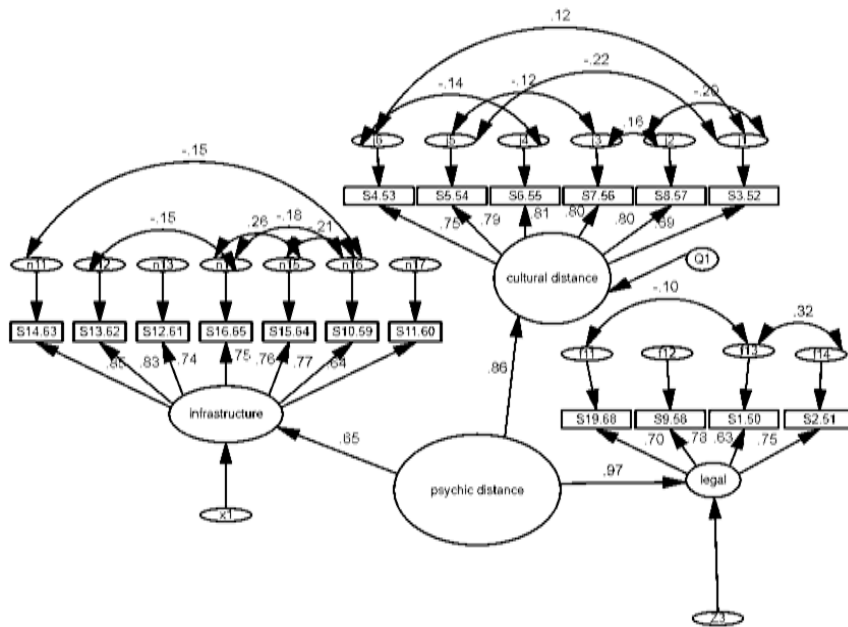 .12
-.22
-.14
-.12
-.20
.16
j5
j4
S4.53
S5.54
S6.55
S7.56
S8.57
S3.52
.75
.79
.81
.80
.80
.69
cultural distance
Q1
-.15
-.15
.26
-.18
.21
n11
n13
n15
n17
S14.63
S13.62
S12.61
S16.65
S15.64
S10.59
S11.60
.83
.74
.75
.76
.77
.64
infrastructure
x1
-.10
.32
f11
f12
f13
f14
S19.68
S9.58
S1.50
S2.51
.70
.78
.63
.75
legal
.86
.65
.97
psychic distance
Z3